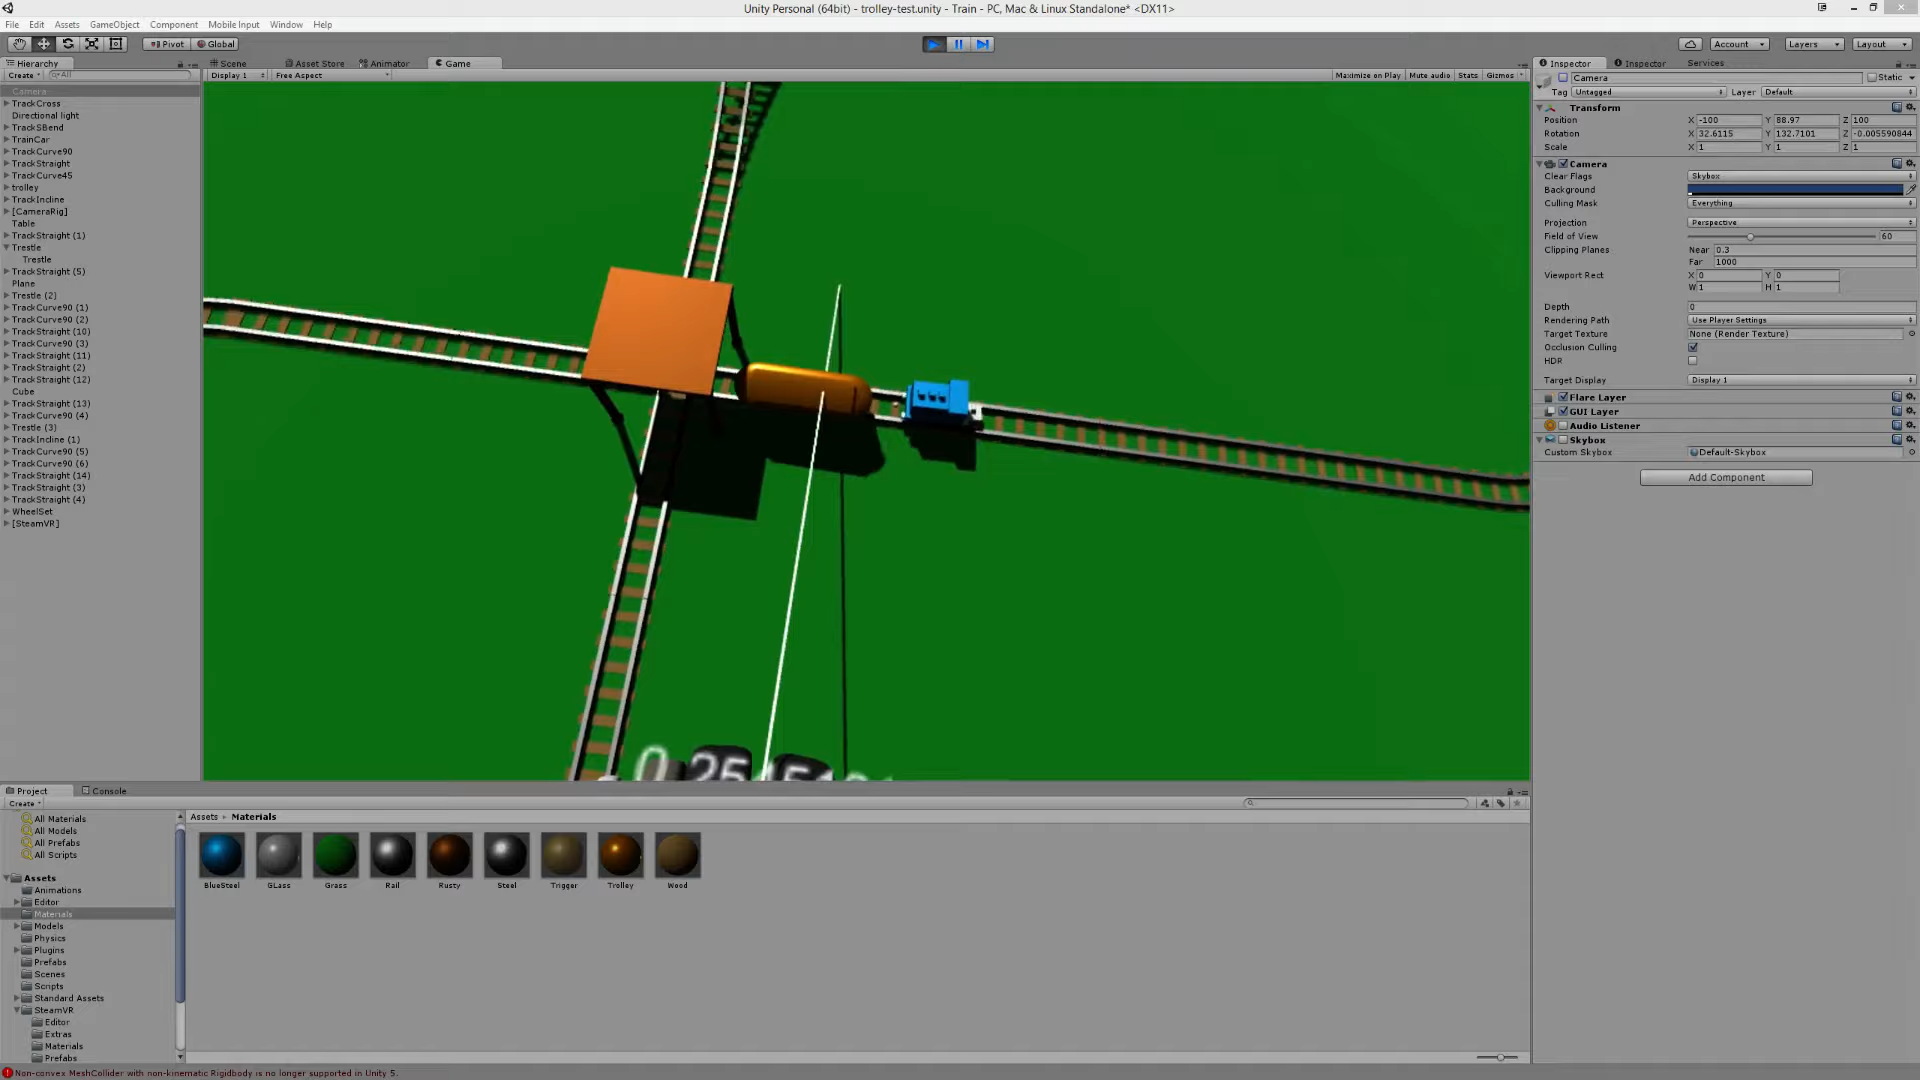 Unity Personal (64bit) - trolley-test.unity - Train - PC, Mac & Linux Standalone* <DX11>
File Edit Assets GameObject Component Mobile Input Window Help
Pivot Global Account Layers Layout
Hierarchy Scene Asset Store Animator Game Inspector Inspector Services
Create All Display 1 Free Aspect Maximize on Play Mute audio Stats Gizmos
Camera
TrackCross
Directional light
TrackSBend
TrainCar
TrackCurve90
TrackStraight
TrackCurve45
trolley
TrackIncline
[CameraRig]
Table
TrackStraight (1)
Trestle
Trestle
TrackStraight (5)
Plane
Trestle (2)
TrackCurve90 (1)
TrackCurve90 (2)
TrackStraight (10)
TrackCurve90 (3)
TrackStraight (11)
TrackStraight (2)
TrackStraight (12)
Cube
TrackStraight (13)
TrackCurve90 (4)
Trestle (3)
TrackIncline (1)
TrackCurve90 (5)
TrackCurve90 (6)
TrackStraight (14)
TrackStraight (3)
TrackStraight (4)
WheelSet
[SteamVR]
Camera Static
Tag Untagged Layer Default
Transform
Position X -100 Y 88.97 Z 100
Rotation X 32.6115 Y 132.7101 Z -0.005590844
Scale X 1 Y 1 Z 1
Camera
Clear Flags Skybox
Background
Culling Mask Everything
Projection Perspective
Field of View 60
Clipping Planes Near 0.3
Far 1000
Viewport Rect X 0 Y 0
W 1 H 1
Depth 0
Rendering Path Use Player Settings
Target Texture None (Render Texture)
Occlusion Culling
HDR
Target Display Display 1
Flare Layer
GUI Layer
Audio Listener
Skybox
Custom Skybox Default-Skybox
Add Component
Project Console
Create
All Materials
All Models
All Prefabs
All Scripts
Assets
Animations
Editor
Materials
Models
Physics
Plugins
Prefabs
Scenes
Scripts
Standard Assets
SteamVR
Editor
Extras
Materials
Prefabs
Assets Materials
BlueSteel GLass Grass Rail Rusty Steel Trigger Trolley Wood
Non-convex MeshCollider with non-kinematic Rigidbody is no longer supported in Unity 5.